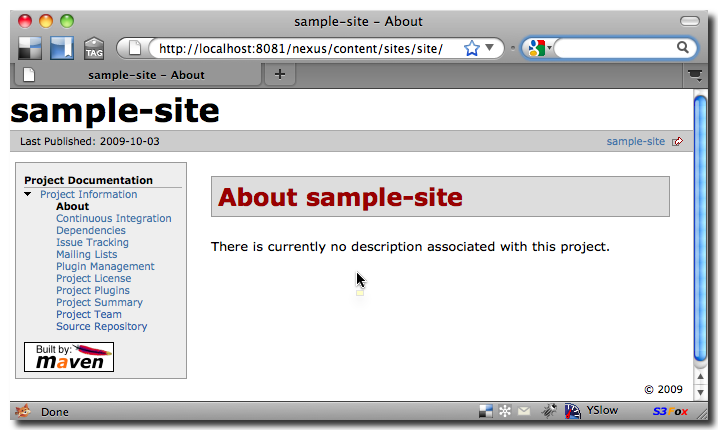 sample-site – About
TAG
http://localhost:8081/nexus/content/sites/site/
sample-site – About
sample-site
Last Published: 2009-10-03
sample-site
Project Documentation
Project Information
About
Continuous Integration
Dependencies
Issue Tracking
Mailing Lists
Plugin Management
Project License
Project Plugins
Project Summary
Project Team
Source Repository
Built by:
maven
About sample-site
There is currently no description associated with this project.
© 2009
Done
YSlow
S3Fox